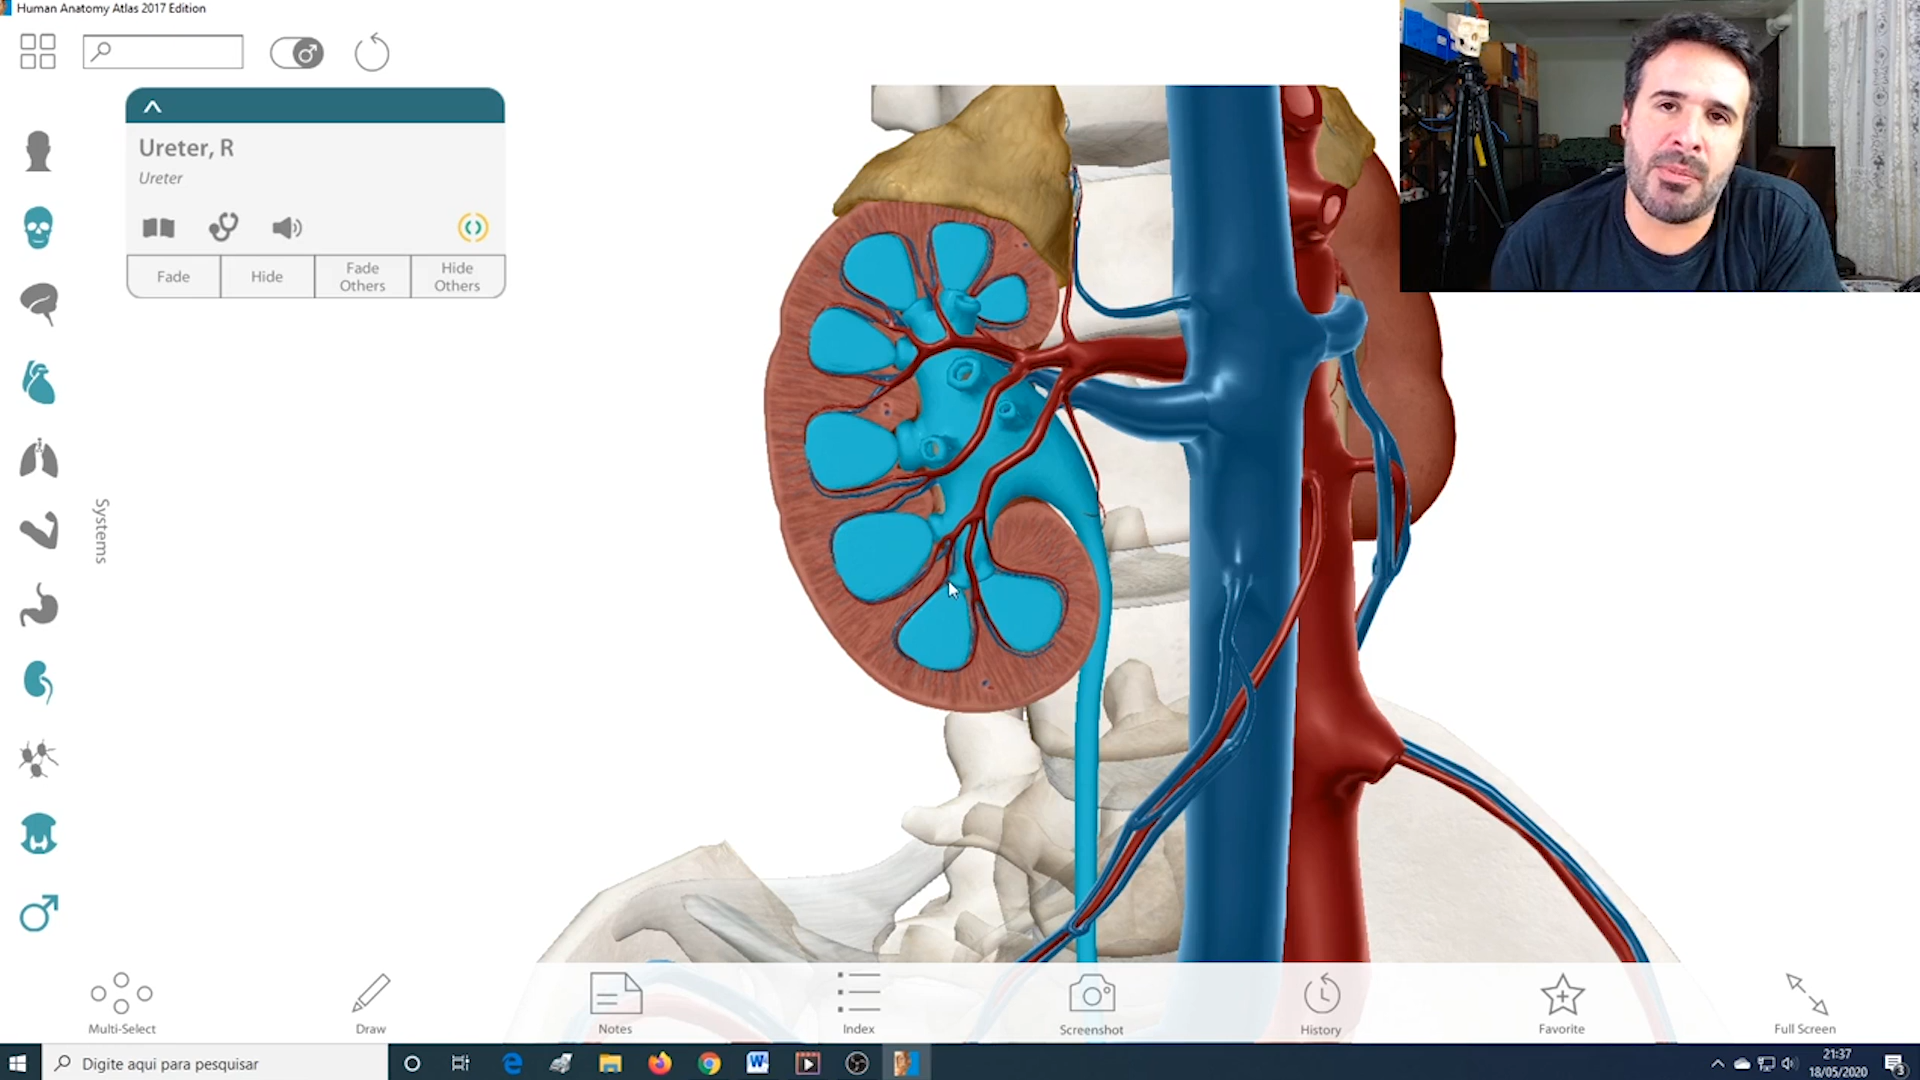 Human Anatomy Atlas 2017 Edition
Ureter, R
Ureter
Fade
Hide
Fade Others
Hide Others
Systems
Multi-Select
Draw
Notes
Index
Screenshot
History
Favorite
Full Screen
Digite aqui para pesquisar
21:37
18/05/2020
3